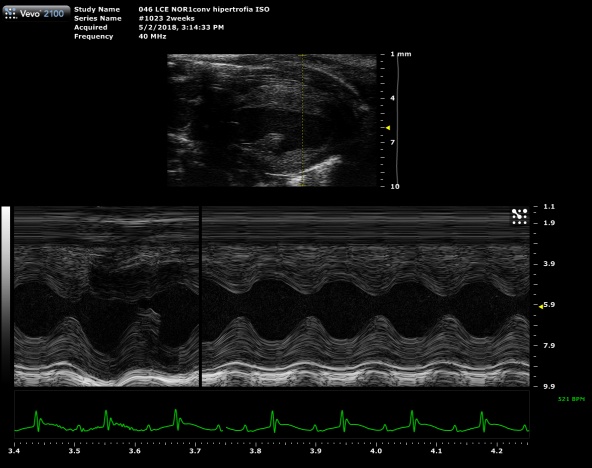 Vevo 2100
Study Name 046 LCE NOR1conv hipertrofia ISO
Series Name #1023 2weeks
Acquired 5/2/2018, 3:14:33 PM
Frequency 40 MHz
1 mm
4
7
10
1.1
1.9
3.9
5.9
7.9
9.9
521 BPM
3.4 3.5 3.6 3.7 3.8 3.9 4.0 4.1 4.2